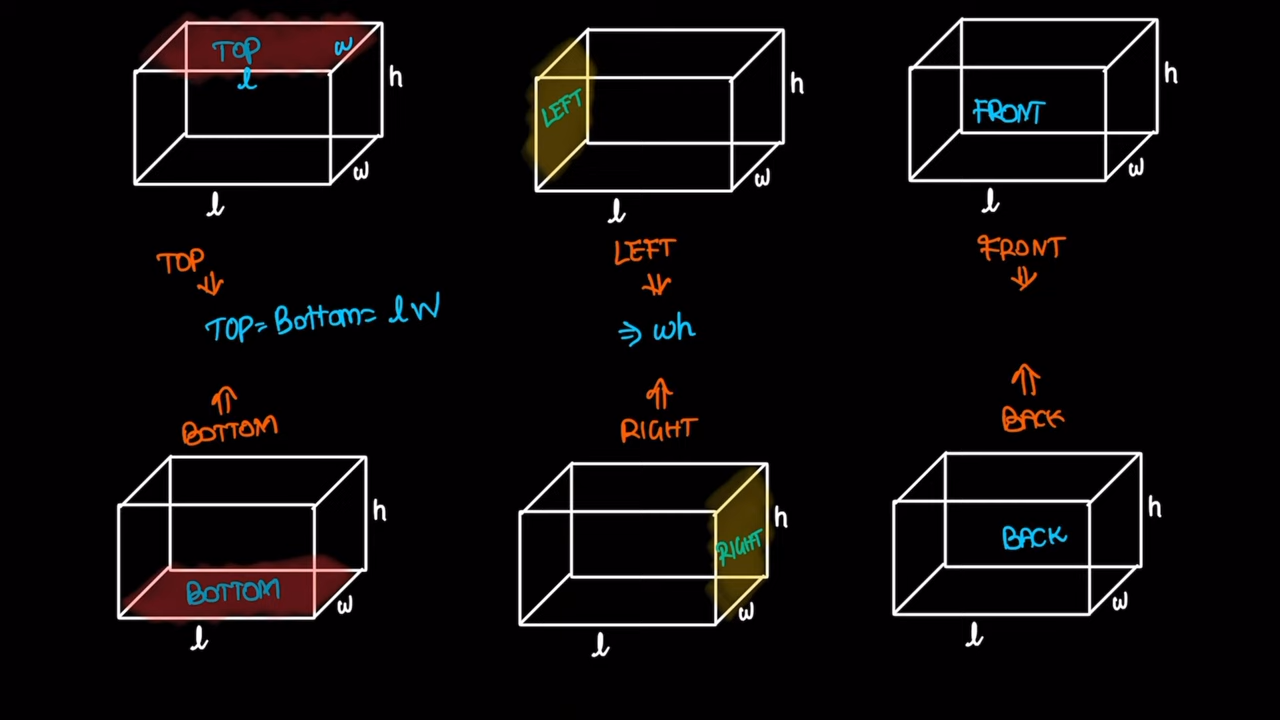 TOP
w
l
h
w
l
LEFT
h
w
l
FRONT
h
w
l
TOP
TOP = Bottom = lw
LEFT
⇒ wh
FRONT
BOTTOM
RIGHT
BACK
BOTTOM
h
w
l
RIGHT
h
w
l
BACK
h
w
l